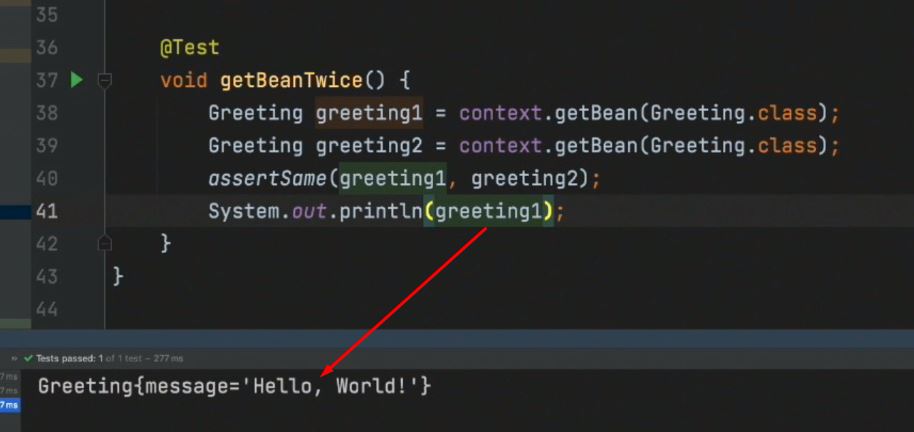 35
36 @Test
37 void getBeanTwice() {
38 Greeting greeting1 = context.getBean(Greeting.class);
39 Greeting greeting2 = context.getBean(Greeting.class);
40 assertSame(greeting1, greeting2);
41 System.out.println(greeting1);
42 }
43 }
44
» ✓ Tests passed: 1 of 1 test – 277 ms
7 ms
Greeting{message='Hello, World!'}
7 ms
7 ms